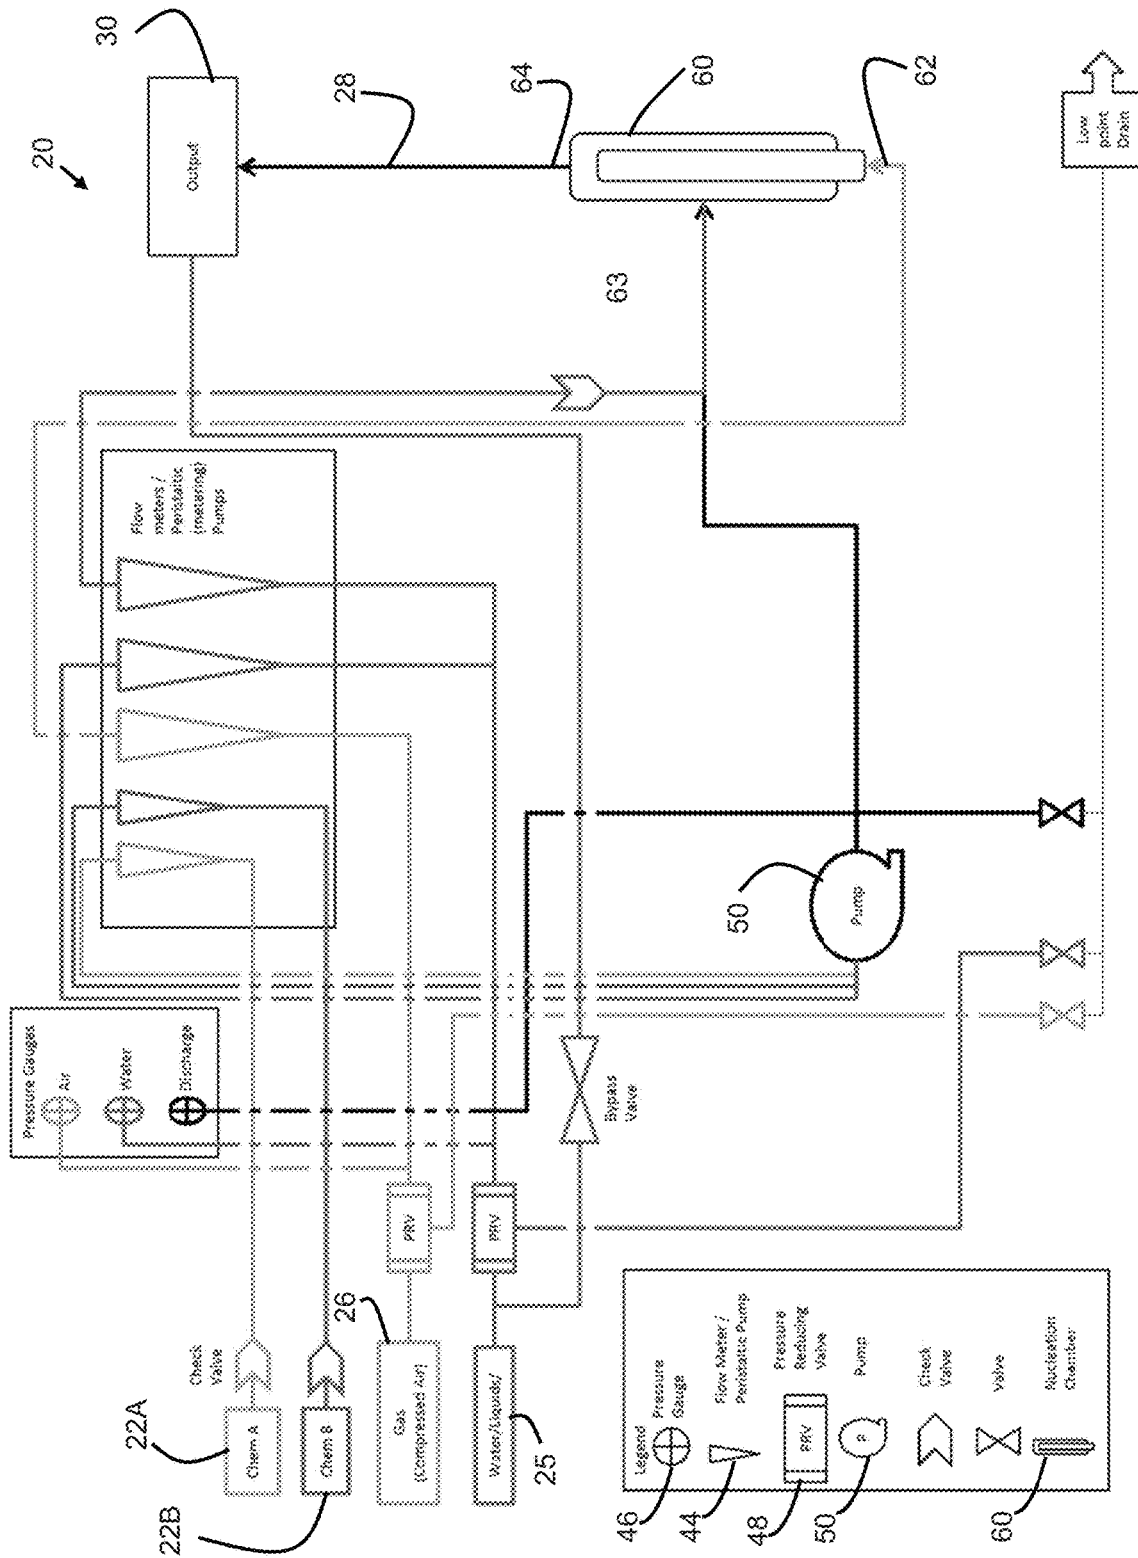 20
30
Output
28
64
60
62
63
Low
point
Drain
Flow
meters /
Peristaltic
(metering)
Pumps
Pressure Gauges
Air
Water
Discharge
50
Pump
Bypass
Valve
PRV
PRV
Check
Valve
22A
Chem A
22B
Chem B
26
Gas
(Compressed Air)
25
Water/Liquids/
Legend
46
Pressure
Gauge
44
Flow Meter /
Peristaltic Pump
48
PRV
Pressure
Reducing
Valve
50
P
Pump
Check
Valve
Valve
60
Nucleation
Chamber